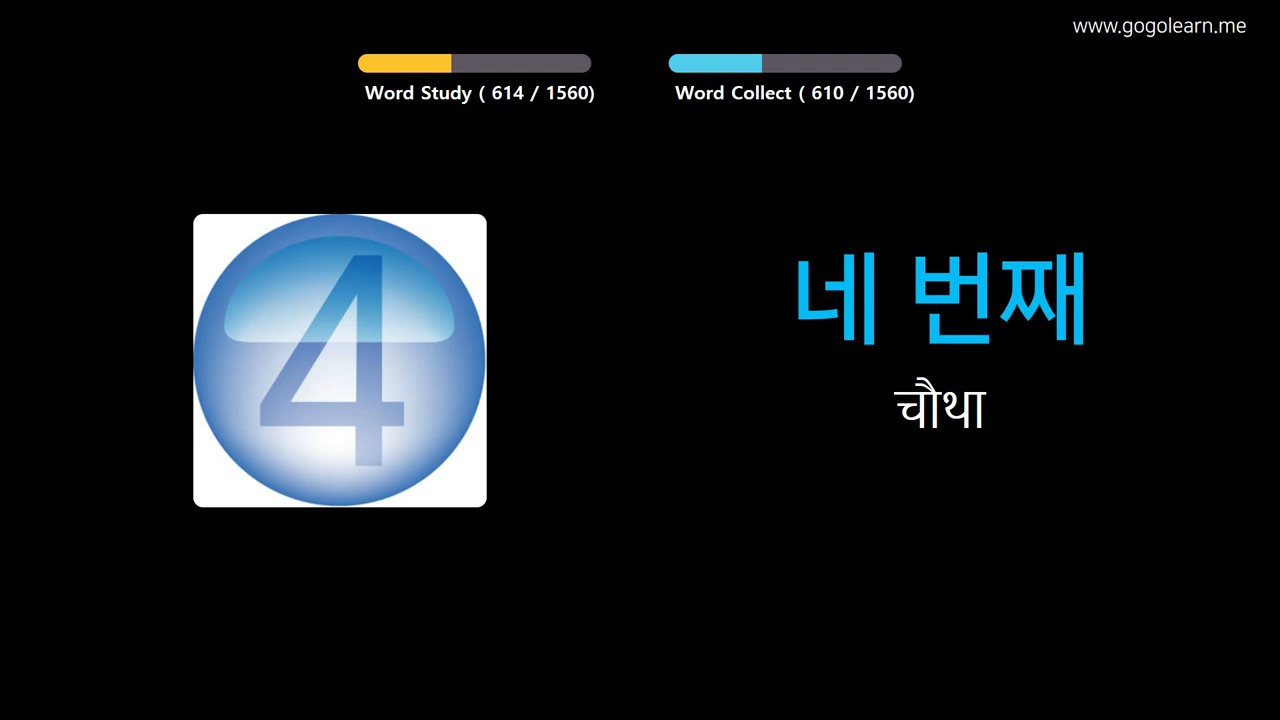 www.gogolearn.me
Word Study ( 614 / 1560)
Word Collect ( 610 / 1560)
4
네 번째
चौथा